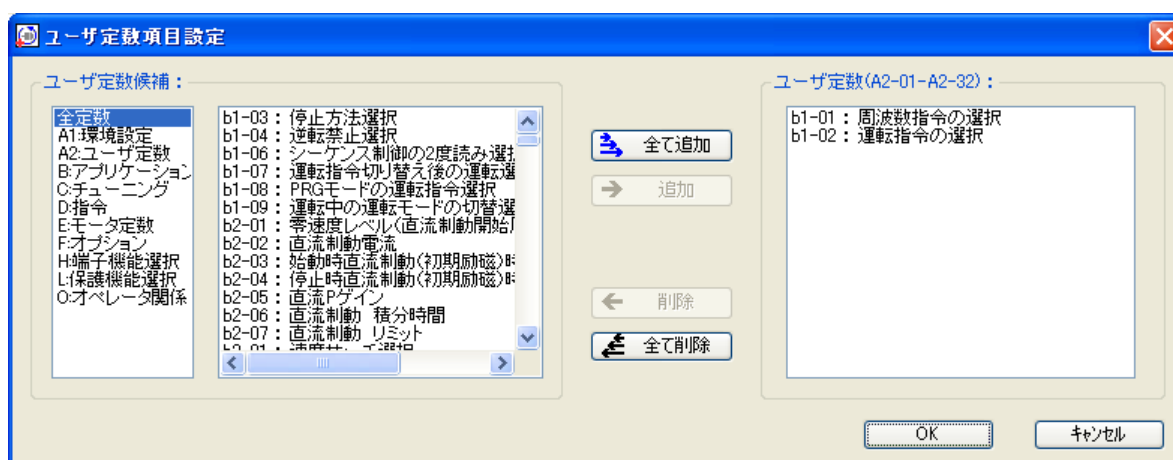 ユーザ定数項目設定
ユーザ定数候補：
全定数
A1:環境設定
A2:ユーザ定数
B:アプリケーション
C:チューニング
D:指令
E:モータ定数
F:オプション
H:端子機能選択
L:保護機能選択
O:オペレータ関係
b1-03：停止方法選択
b1-04：逆転禁止選択
b1-06：シーケンス制御の2度読み選
b1-07：運転指令切り替え後の運転選
b1-08：PRGモードの運転指令選択
b1-09：運転中の運転モードの切替選
b2-01：零速度レベル(直流制動開始
b2-02：直流制動電流
b2-03：始動時直流制動(初期励磁)時
b2-04：停止時直流制動(初期励磁)時
b2-05：直流Pゲイン
b2-06：直流制動 積分時間
b2-07：直流制動 リミット
全て追加
追加
削除
全て削除
ユーザ定数(A2-01-A2-32)：
b1-01：周波数指令の選択
b1-02：運転指令の選択
OK
キャンセル